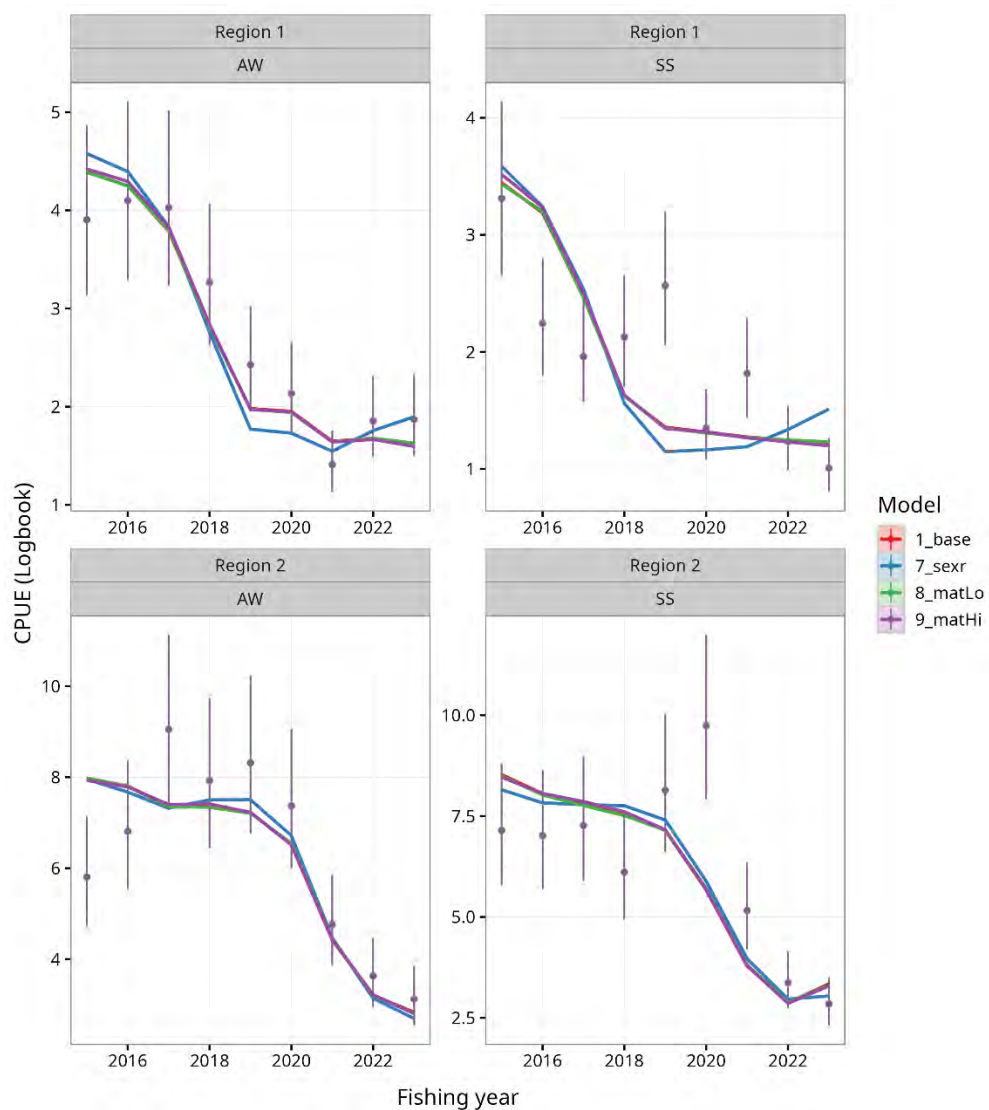 Region 1
AW
Region 1
SS
5
4
3
2
1
4
3
2
1
2016 2018 2020 2022
2016 2018 2020 2022
Region 2
AW
Region 2
SS
10
8
6
4
10.0
7.5
5.0
2.5
2016 2018 2020 2022
2016 2018 2020 2022
CPUE (Logbook)
Fishing year
Model
1_base
7_sexr
8_matLo
9_matHi